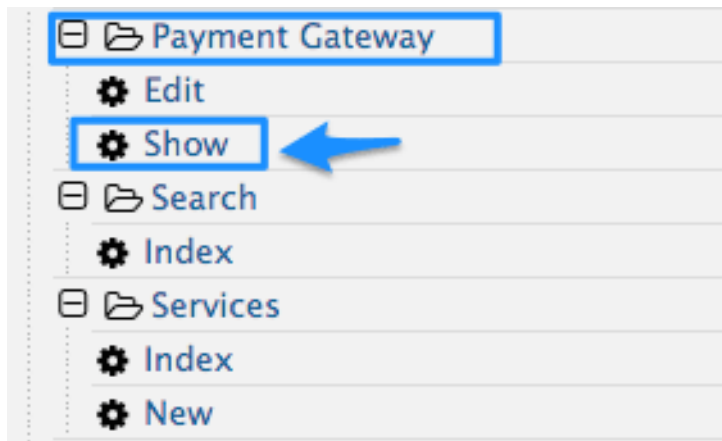 Payment Gateway
Edit
Show
Search
Index
Services
Index
New